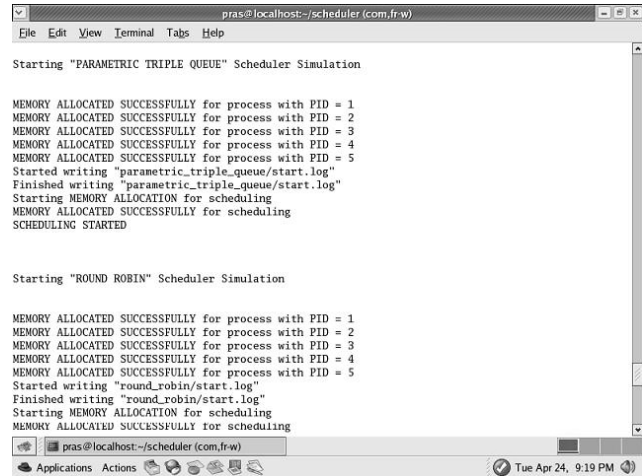 pras@localhost:~/scheduler (com,fr-w)
File Edit View Terminal Tabs Help
Starting "PARAMETRIC TRIPLE QUEUE" Scheduler Simulation
MEMORY ALLOCATED SUCCESSFULLY for process with PID = 1
MEMORY ALLOCATED SUCCESSFULLY for process with PID = 2
MEMORY ALLOCATED SUCCESSFULLY for process with PID = 3
MEMORY ALLOCATED SUCCESSFULLY for process with PID = 4
MEMORY ALLOCATED SUCCESSFULLY for process with PID = 5
Started writing "parametric_triple_queue/start.log"
Finished writing "parametric_triple_queue/start.log"
Starting MEMORY ALLOCATION for scheduling
MEMORY ALLOCATED SUCCESSFULLY for scheduling
SCHEDULING STARTED
Starting "ROUND ROBIN" Scheduler Simulation
MEMORY ALLOCATED SUCCESSFULLY for process with PID = 1
MEMORY ALLOCATED SUCCESSFULLY for process with PID = 2
MEMORY ALLOCATED SUCCESSFULLY for process with PID = 3
MEMORY ALLOCATED SUCCESSFULLY for process with PID = 4
MEMORY ALLOCATED SUCCESSFULLY for process with PID = 5
Started writing "round_robin/start.log"
Finished writing "round_robin/start.log"
Starting MEMORY ALLOCATION for scheduling
MEMORY ALLOCATED SUCCESSFULLY for scheduling
pras@localhost:~/scheduler (com,fr-w)
Applications Actions Tue Apr 24, 9:19 PM